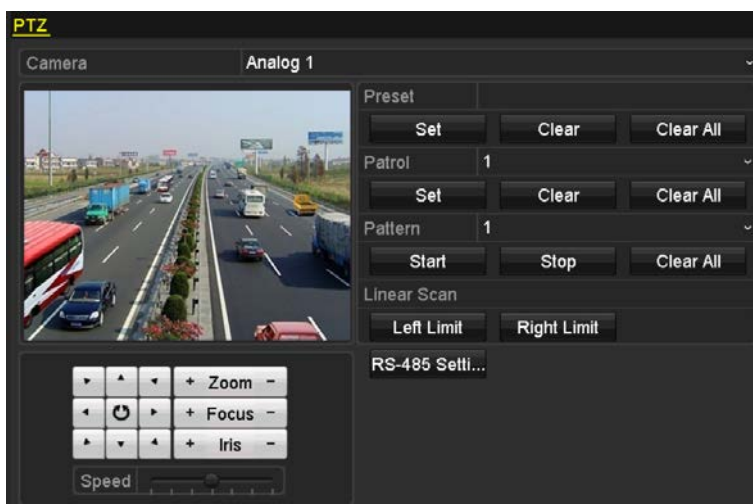 PTZ
Camera Analog 1
Preset
Set Clear Clear All
Patrol 1
Set Clear Clear All
Pattern 1
Start Stop Clear All
Linear Scan
Left Limit Right Limit
RS-485 Setti...
+ Zoom -
+ Focus -
+ Iris -
Speed